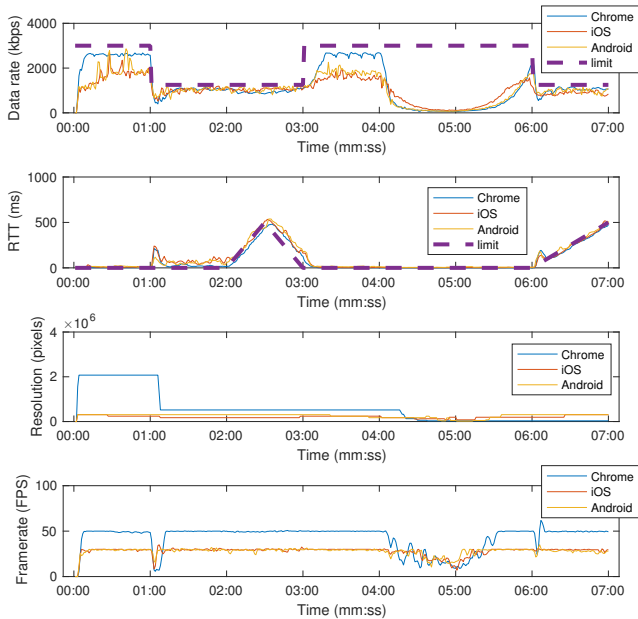 Data rate (kbps)
4000
2000
0
00:00 01:00 02:00 03:00 04:00 05:00 06:00 07:00
Time (mm:ss)
Chrome
iOS
Android
limit
RTT (ms)
1000
500
0
00:00 01:00 02:00 03:00 04:00 05:00 06:00 07:00
Time (mm:ss)
Chrome
iOS
Android
limit
Resolution (pixels)
× 10^6
4
2
0
00:00 01:00 02:00 03:00 04:00 05:00 06:00 07:00
Time (mm:ss)
Chrome
iOS
Android
Framerate (FPS)
100
50
0
00:00 01:00 02:00 03:00 04:00 05:00 06:00 07:00
Time (mm:ss)
Chrome
iOS
Android